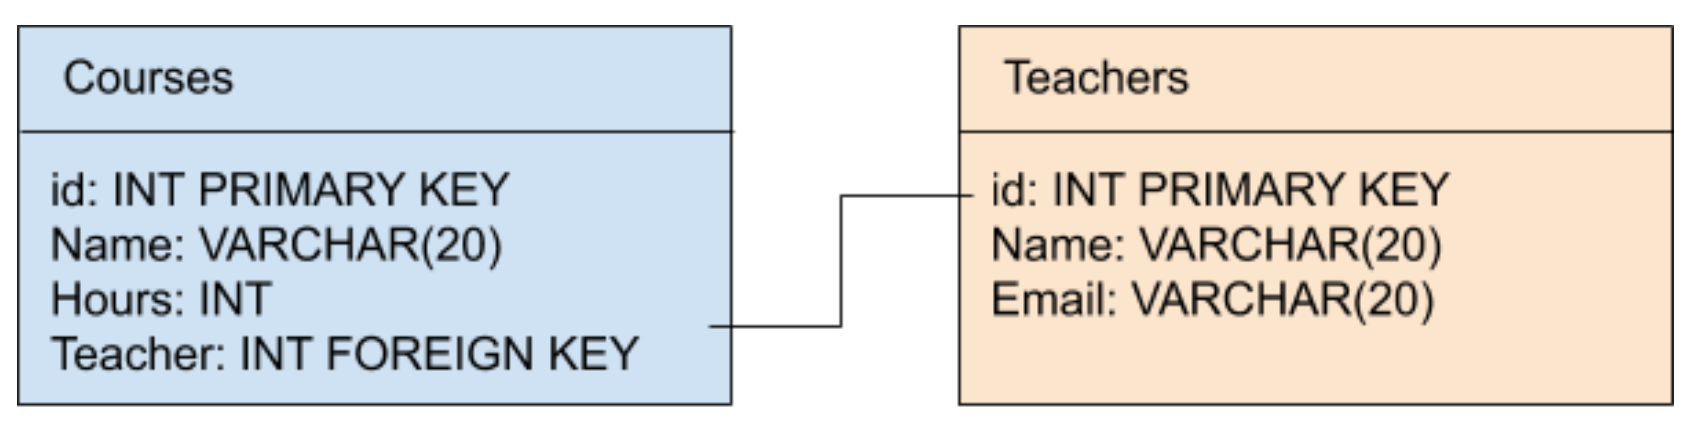 Courses
id: INT PRIMARY KEY
Name: VARCHAR(20)
Hours: INT
Teacher: INT FOREIGN KEY
Teachers
id: INT PRIMARY KEY
Name: VARCHAR(20)
Email: VARCHAR(20)